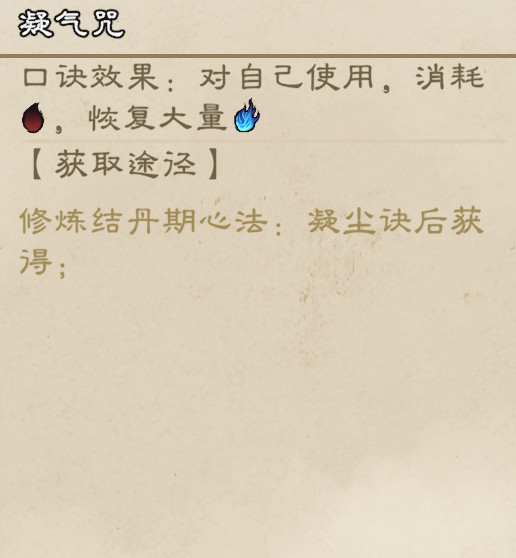 凝气咒
口诀效果：对自己使用，消耗
，恢复大量
【获取途径】
修炼结丹期心法：凝尘诀后获
得；